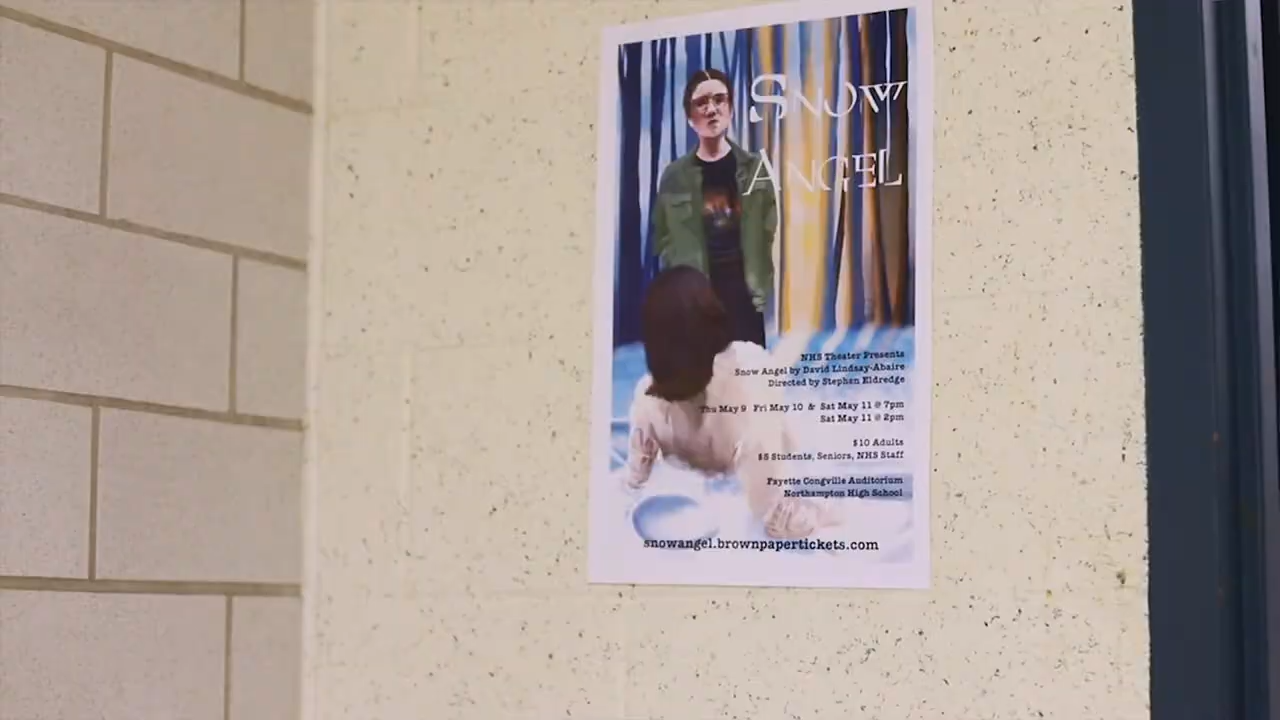 SNOW
ANGEL
NHS Theater Presents
Snow Angel by David Lindsay-Abaire
Directed by Stephen Eldredge
Thu May 9 Fri May 10 & Sat May 11 @ 7pm
Sat May 11 @ 2pm
$10 Adults
$5 Students, Seniors, NHS Staff
Fayette Congville Auditorium
Northampton High School
snowangel.brownpapertickets.com